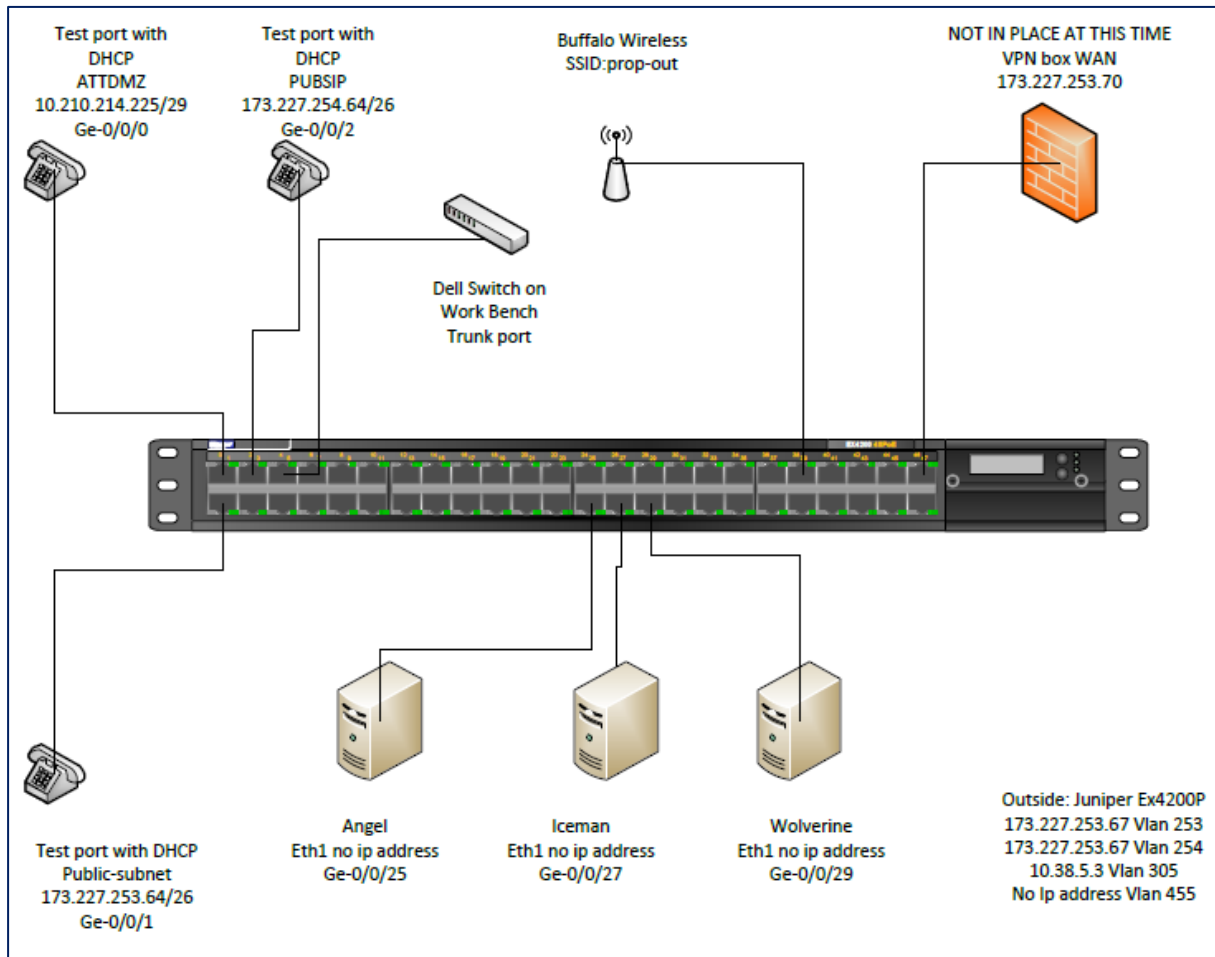 Test port with
DHCP
ATTDMZ
10.210.214.225/29
Ge-0/0/0
Test port with
DHCP
PUBSIP
173.227.254.64/26
Ge-0/0/2
Buffalo Wireless
SSID:prop-out
NOT IN PLACE AT THIS TIME
VPN box WAN
173.227.253.70
Dell Switch on
Work Bench
Trunk port
EX4200
Angel
Eth1 no ip address
Ge-0/0/25
Iceman
Eth1 no ip address
Ge-0/0/27
Wolverine
Eth1 no ip address
Ge-0/0/29
Test port with DHCP
Public-subnet
173.227.253.64/26
Ge-0/0/1
Outside: Juniper Ex4200P
173.227.253.67 Vlan 253
173.227.253.67 Vlan 254
10.38.5.3 Vlan 305
No Ip address Vlan 455